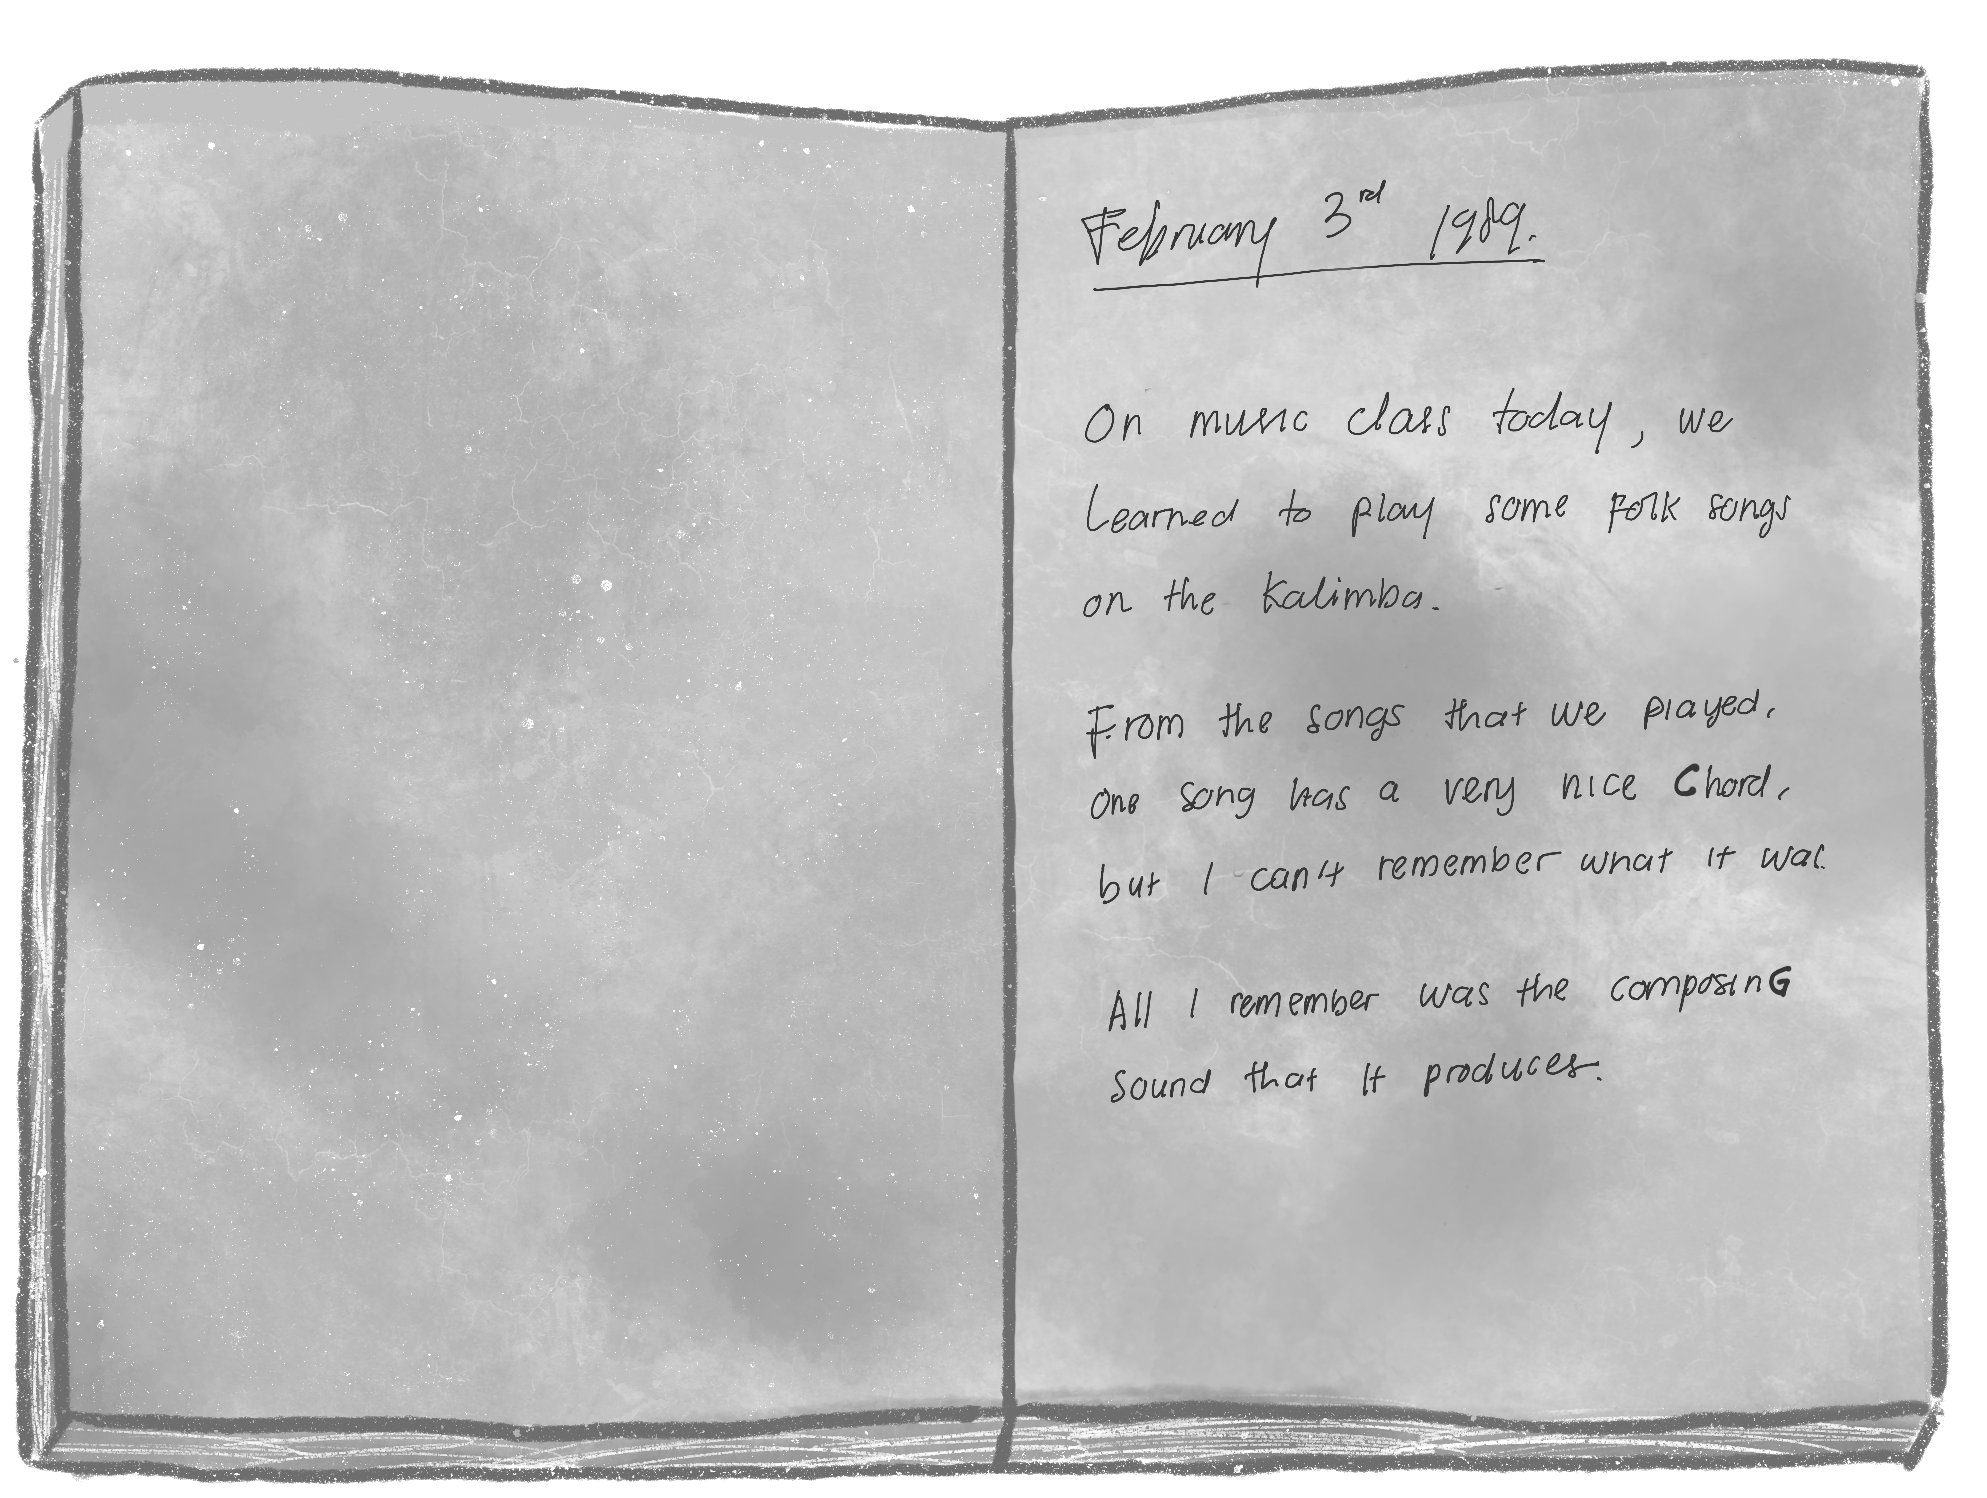 February 3rd 1989.
On music class today, we
Learned to play some folk songs
on the Kalimba.
From the songs that we played,
one song has a very nice Chord,
but I can't remember what it was.
All I remember was the composinG
sound that It produces.